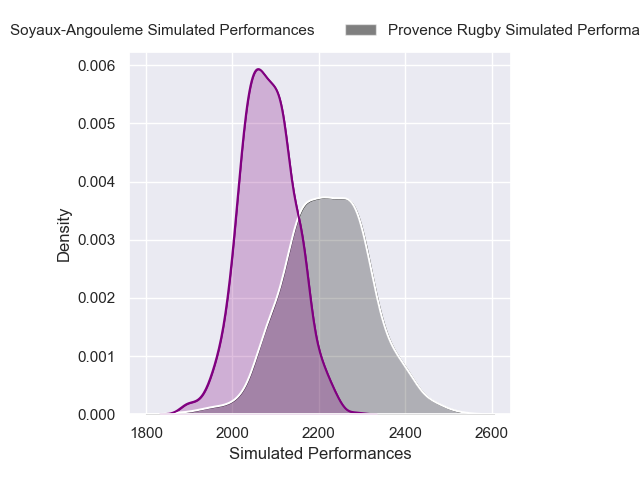 Soyaux-Angouleme Simulated Performances Provence Rugby Simulated Performa
0.006
0.005
0.004
0.003
0.002
0.001
0.000
Density
1800 2000 2200 2400 2600
Simulated Performances